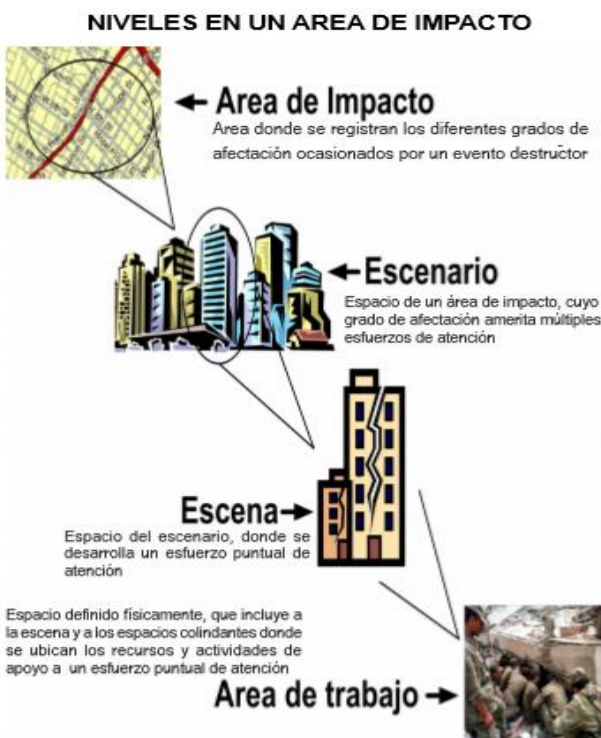 NIVELES EN UN AREA DE IMPACTO
Area de Impacto
Area donde se registran los diferentes grados de
afectación ocasionados por un evento destructor
Escenario
Espacio de un área de impacto, cuyo
grado de afectación amerita múltiples
esfuerzos de atención
Escena
Espacio del escenario, donde se
desarrolla un esfuerzo puntual de
atención
Espacio definido físicamente, que incluye a
la escena y a los espacios colindantes donde
se ubican los recursos y actividades de
apoyo a un esfuerzo puntual de atención
Area de trabajo